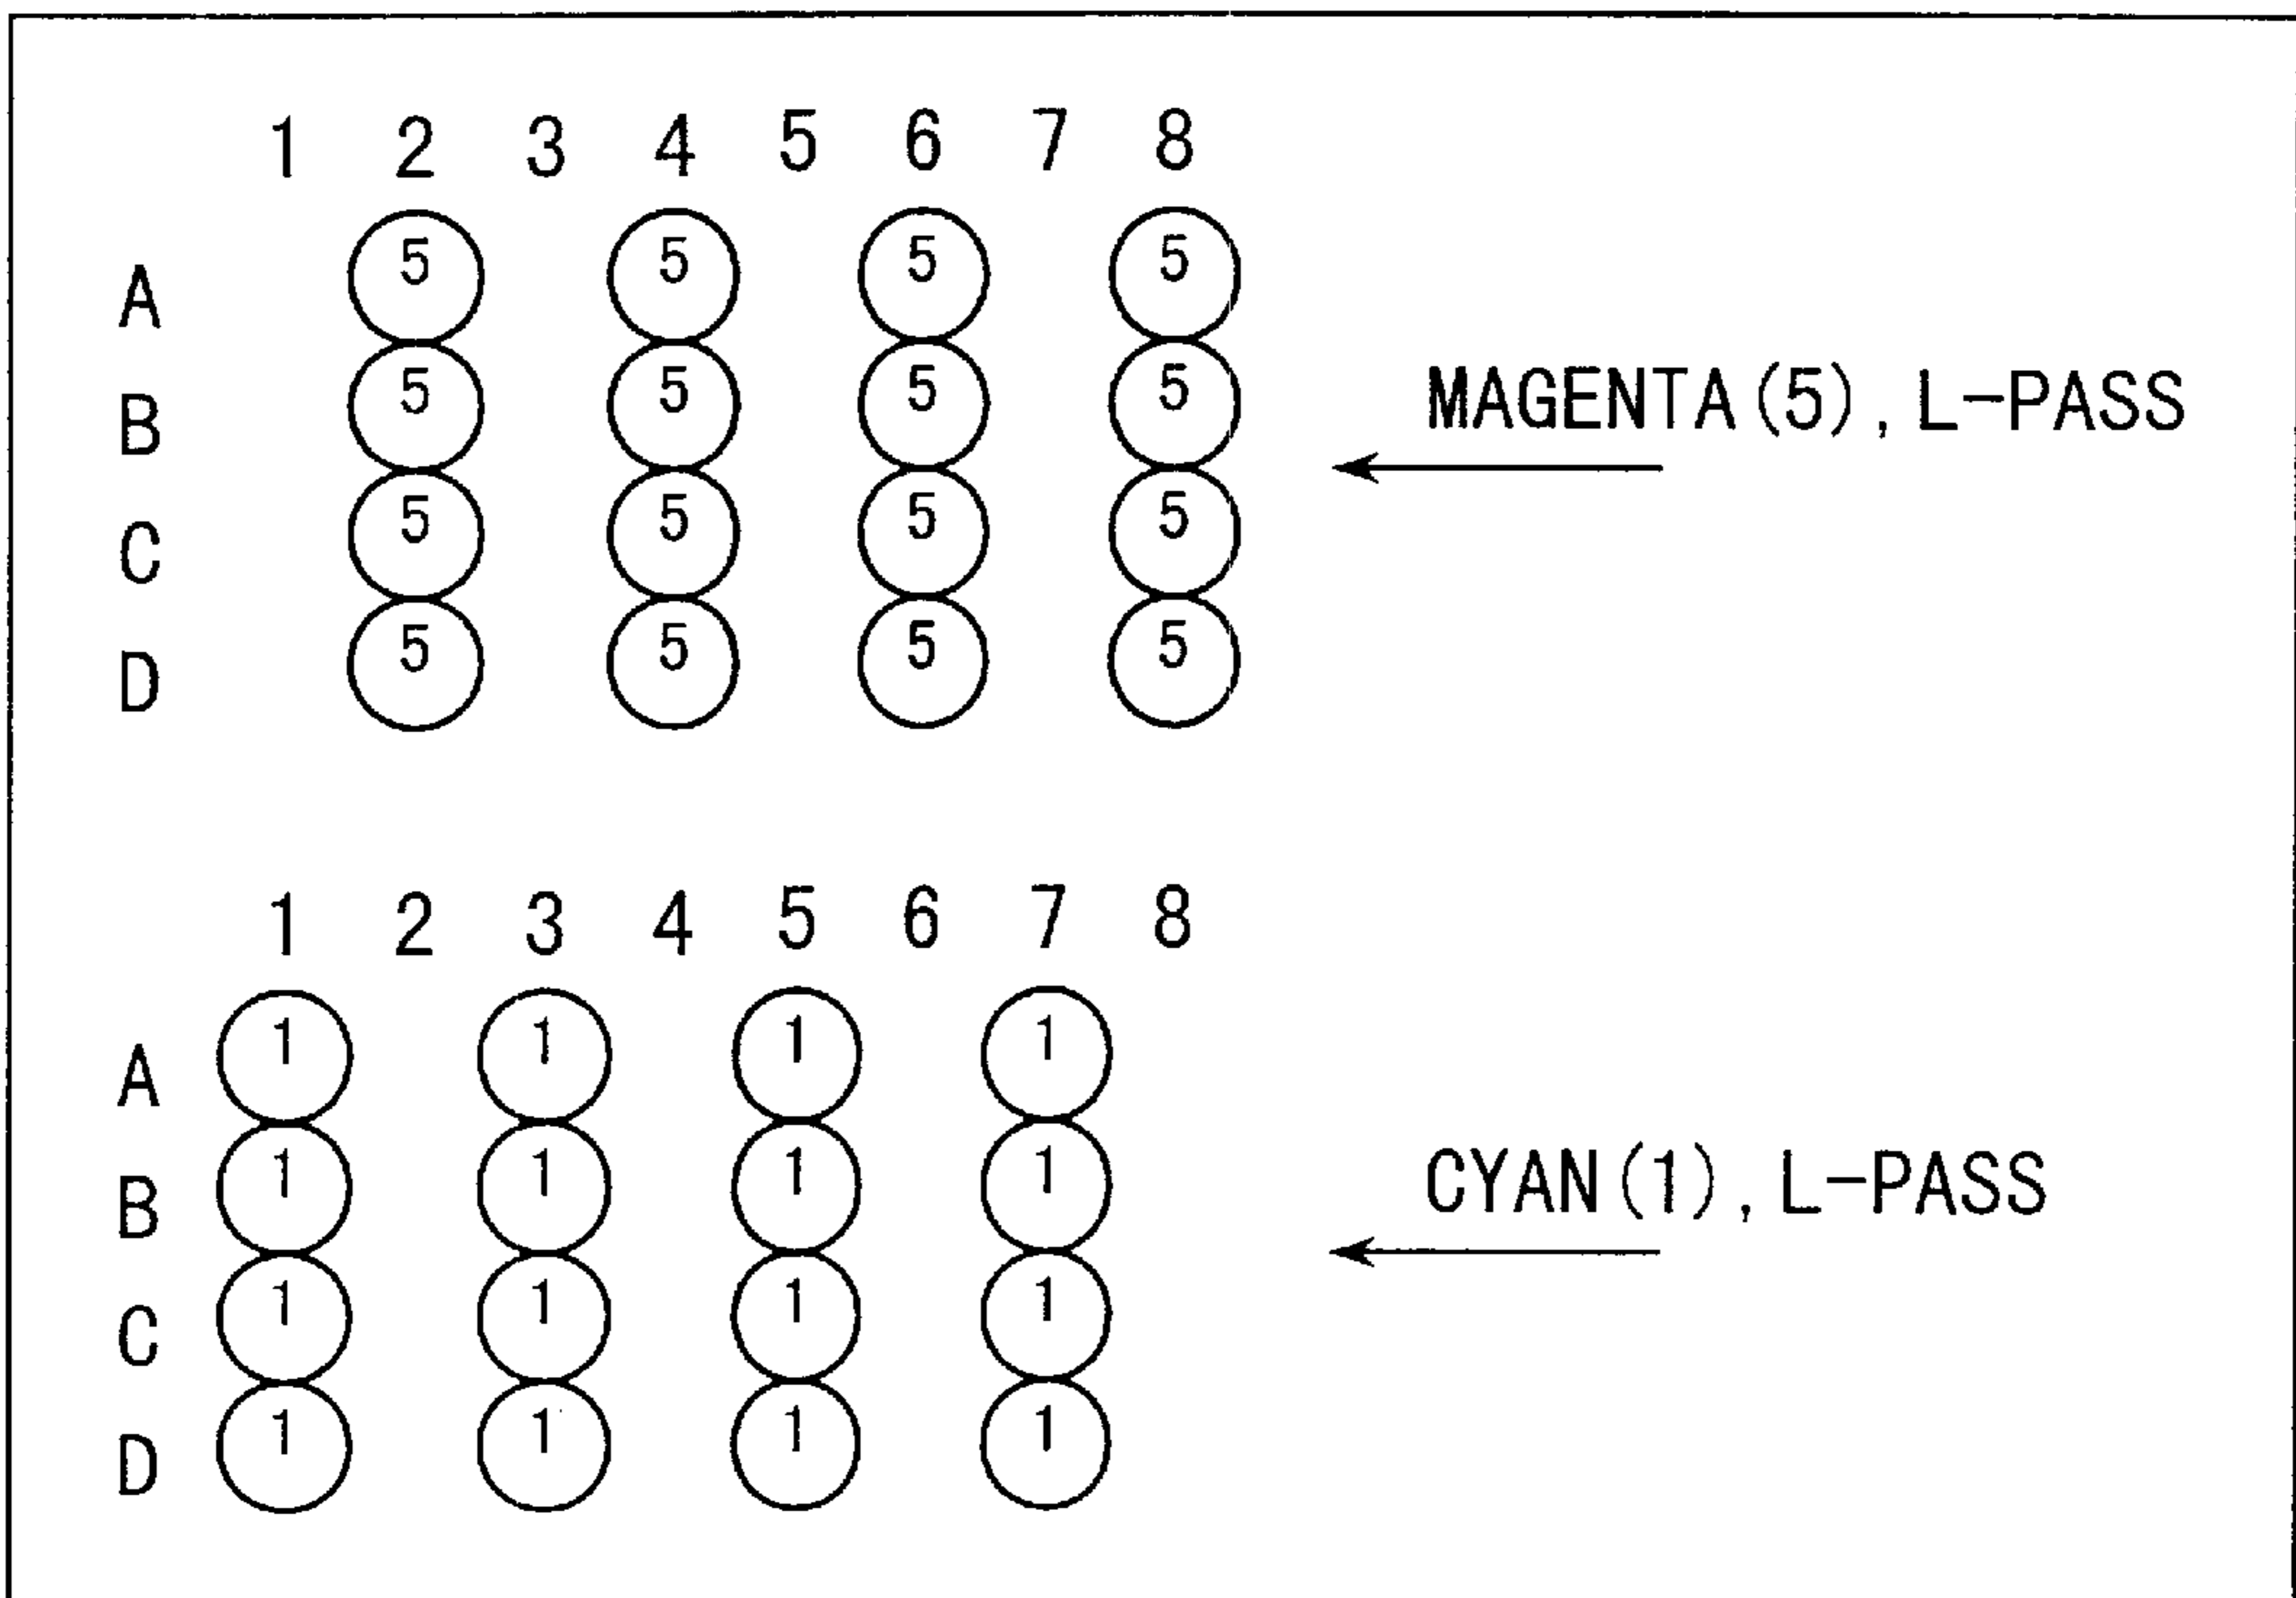 1 2 3 4 5 6 7 8
A 5 5 5 5
B 5 5 5 5
MAGENTA(5), L-PASS
C 5 5 5 5
D 5 5 5 5
1 2 3 4 5 6 7 8
A 1 1 1 1
B 1 1 1 1
CYAN(1), L-PASS
C 1 1 1 1
D 1 1 1 1